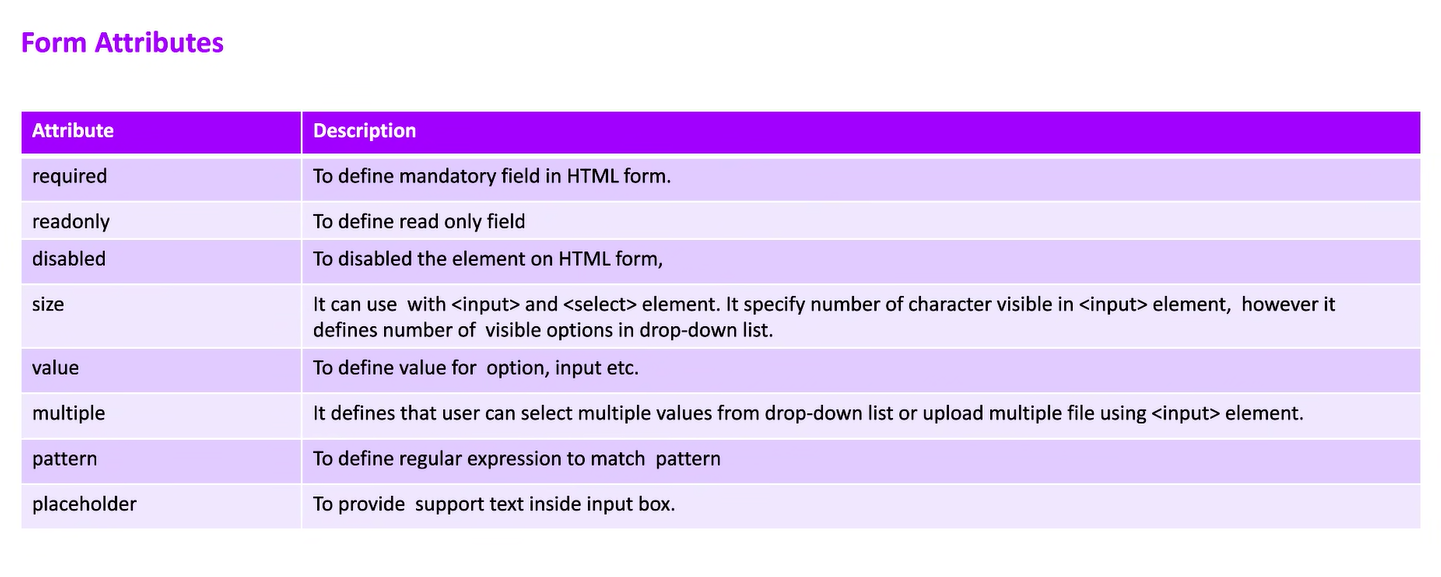 Form Attributes
Attribute Description
required To define mandatory field in HTML form.
readonly To define read only field
disabled To disabled the element on HTML form,
size It can use  with <input> and <select> element. It specify number of character visible in <input> element,  however it
defines number of  visible options in drop-down list.
value To define value for  option, input etc.
multiple It defines that user can select multiple values from drop-down list or upload multiple file using <input> element.
pattern To define regular expression to match  pattern
placeholder To provide  support text inside input box.